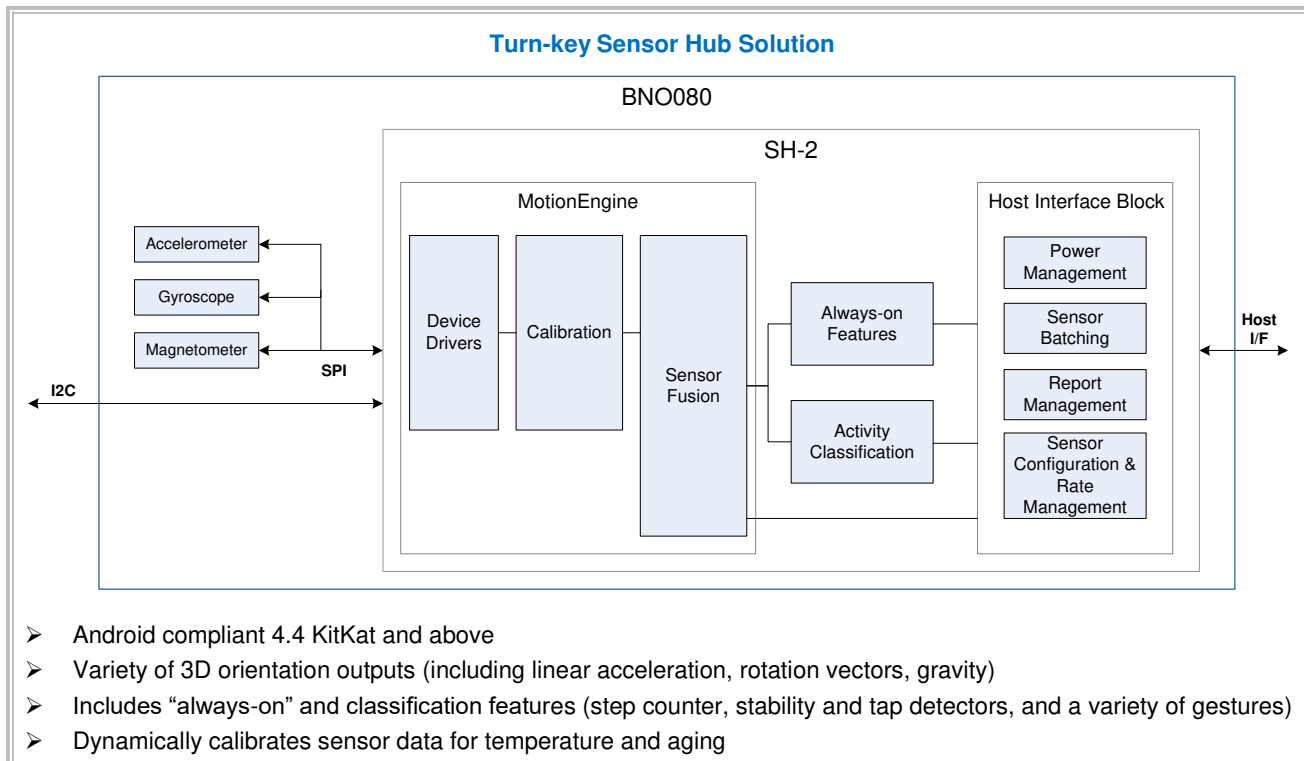 Turn-key Sensor Hub Solution
BNO080
SH-2
MotionEngine
Host Interface Block
Accelerometer
Gyroscope
Magnetometer
SPI
I2C
Device
Drivers
Calibration
Sensor
Fusion
Always-on
Features
Activity
Classification
Power
Management
Sensor
Batching
Report
Management
Sensor
Configuration &
Rate
Management
Host
I/F
➢ Android compliant 4.4 KitKat and above
➢ Variety of 3D orientation outputs (including linear acceleration, rotation vectors, gravity)
➢ Includes “always-on” and classification features (step counter, stability and tap detectors, and a variety of gestures)
➢ Dynamically calibrates sensor data for temperature and aging